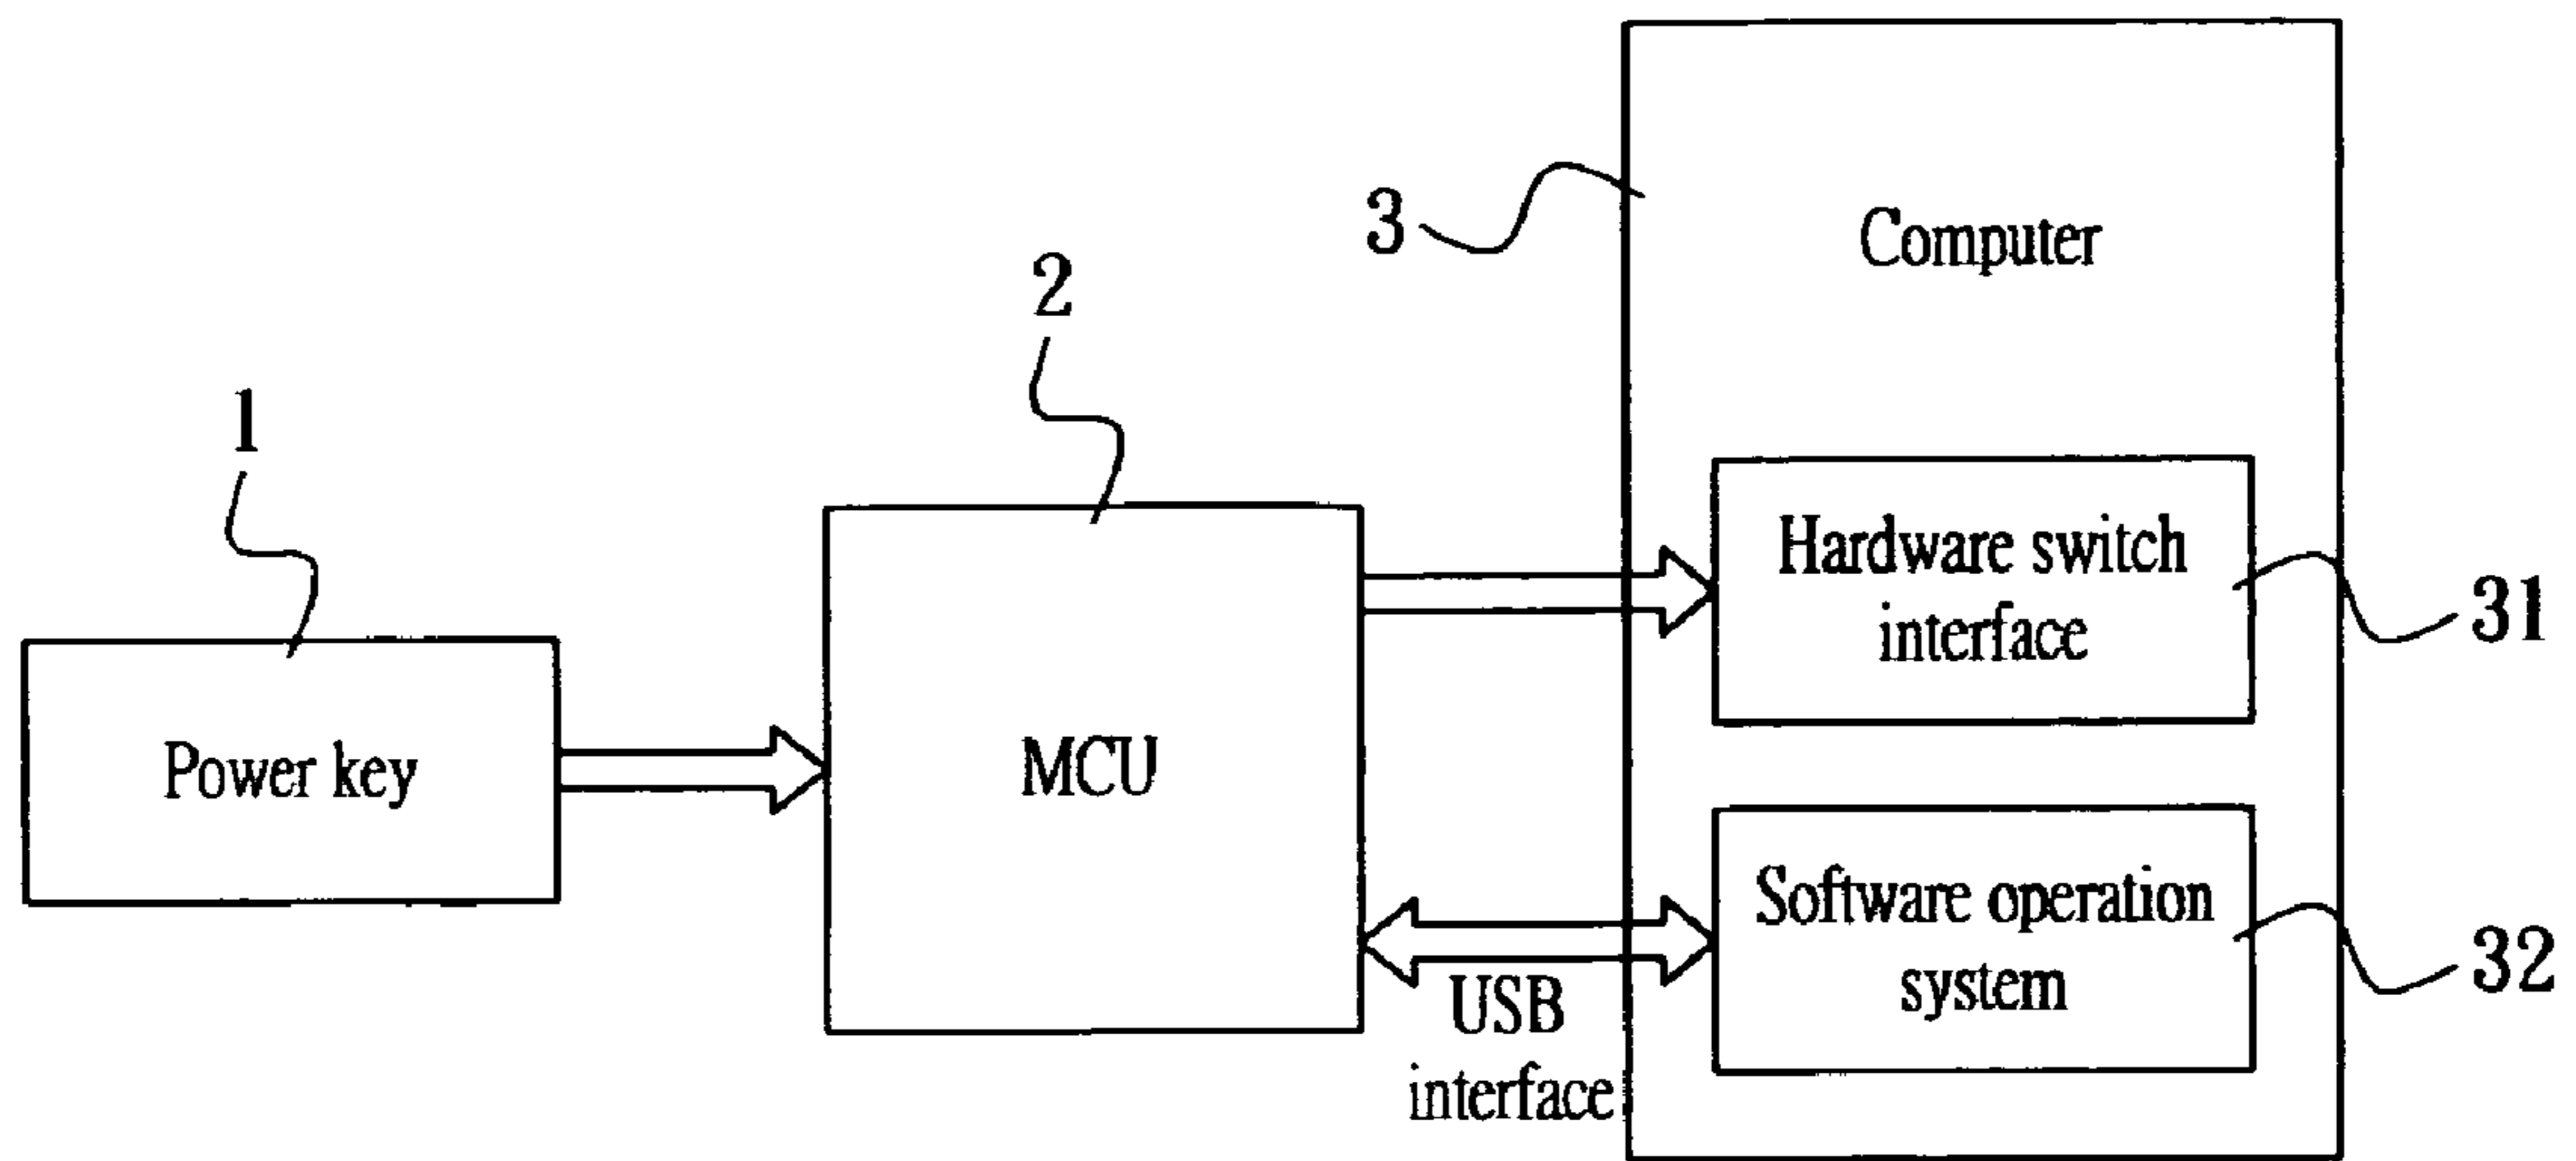 3
Computer
2
1
Hardware switch
interface
31
Power key
MCU
Software operation
system
32
USB
interface